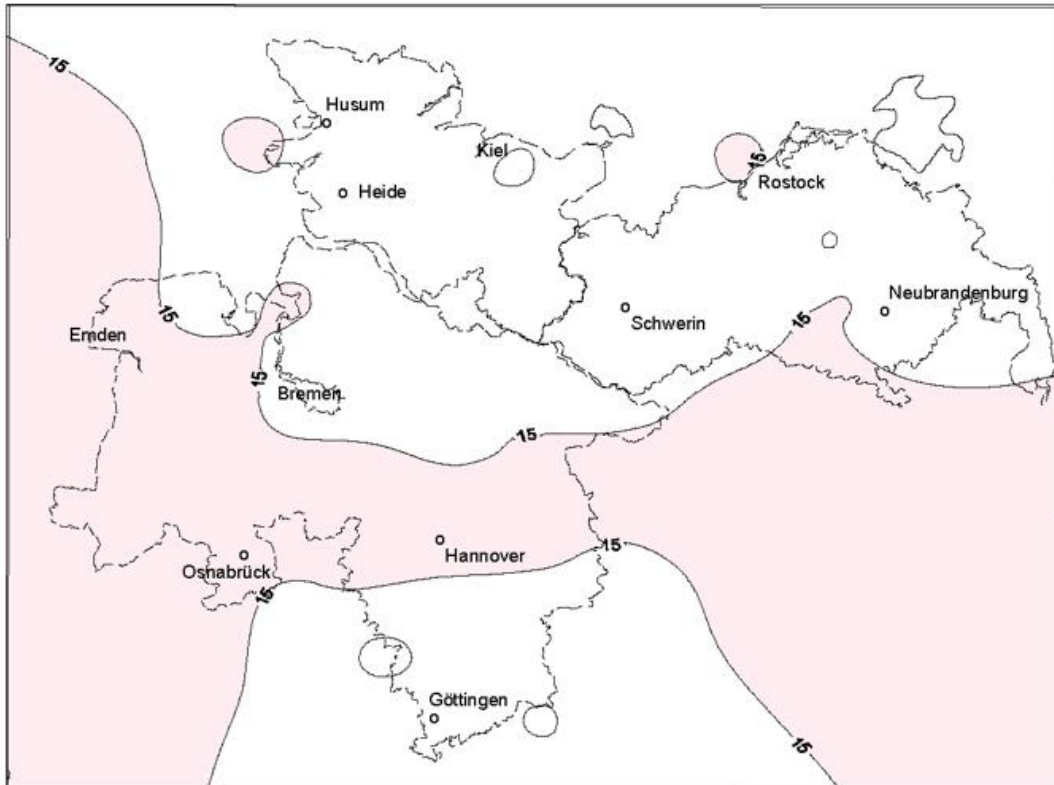 15
Husum
Kiel
15
Rostock
Heide
Neubrandenburg
15
15
Schwerin
Emden
15
Bremen
15
Hannover
15
Osnabrück
15
Göttingen
15